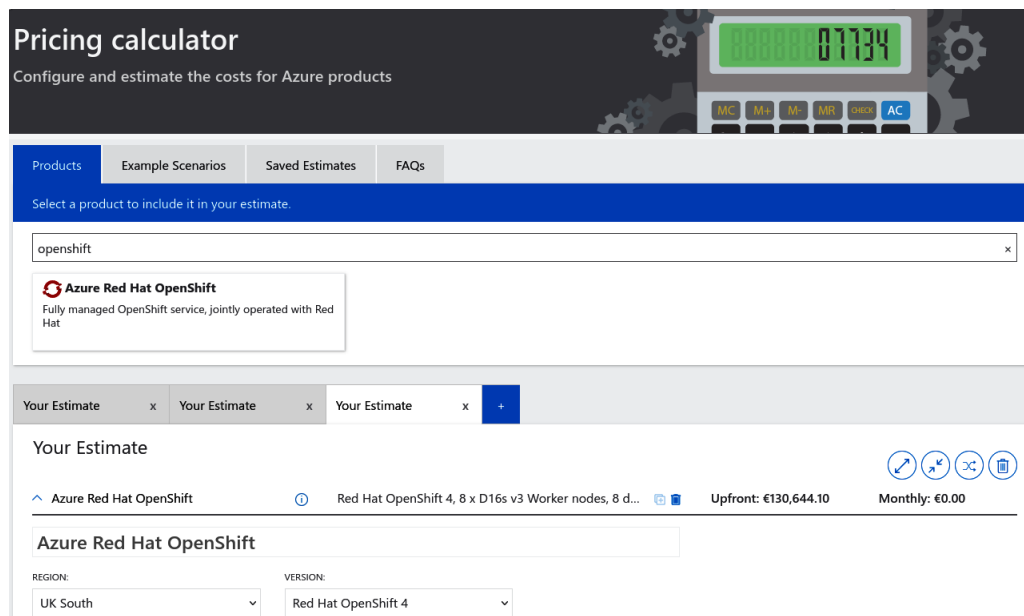 Pricing calculator
Configure and estimate the costs for Azure products
07734
MC M+ M- MR CHECK AC
Products Example Scenarios Saved Estimates FAQs
Select a product to include it in your estimate.
openshift ×
Azure Red Hat OpenShift
Fully managed OpenShift service, jointly operated with Red
Hat
Your Estimate x Your Estimate x Your Estimate x +
Your Estimate
Azure Red Hat OpenShift Red Hat OpenShift 4, 8 x D16s v3 Worker nodes, 8 d... Upfront: €130,644.10 Monthly: €0.00
Azure Red Hat OpenShift
REGION: VERSION:
UK South Red Hat OpenShift 4